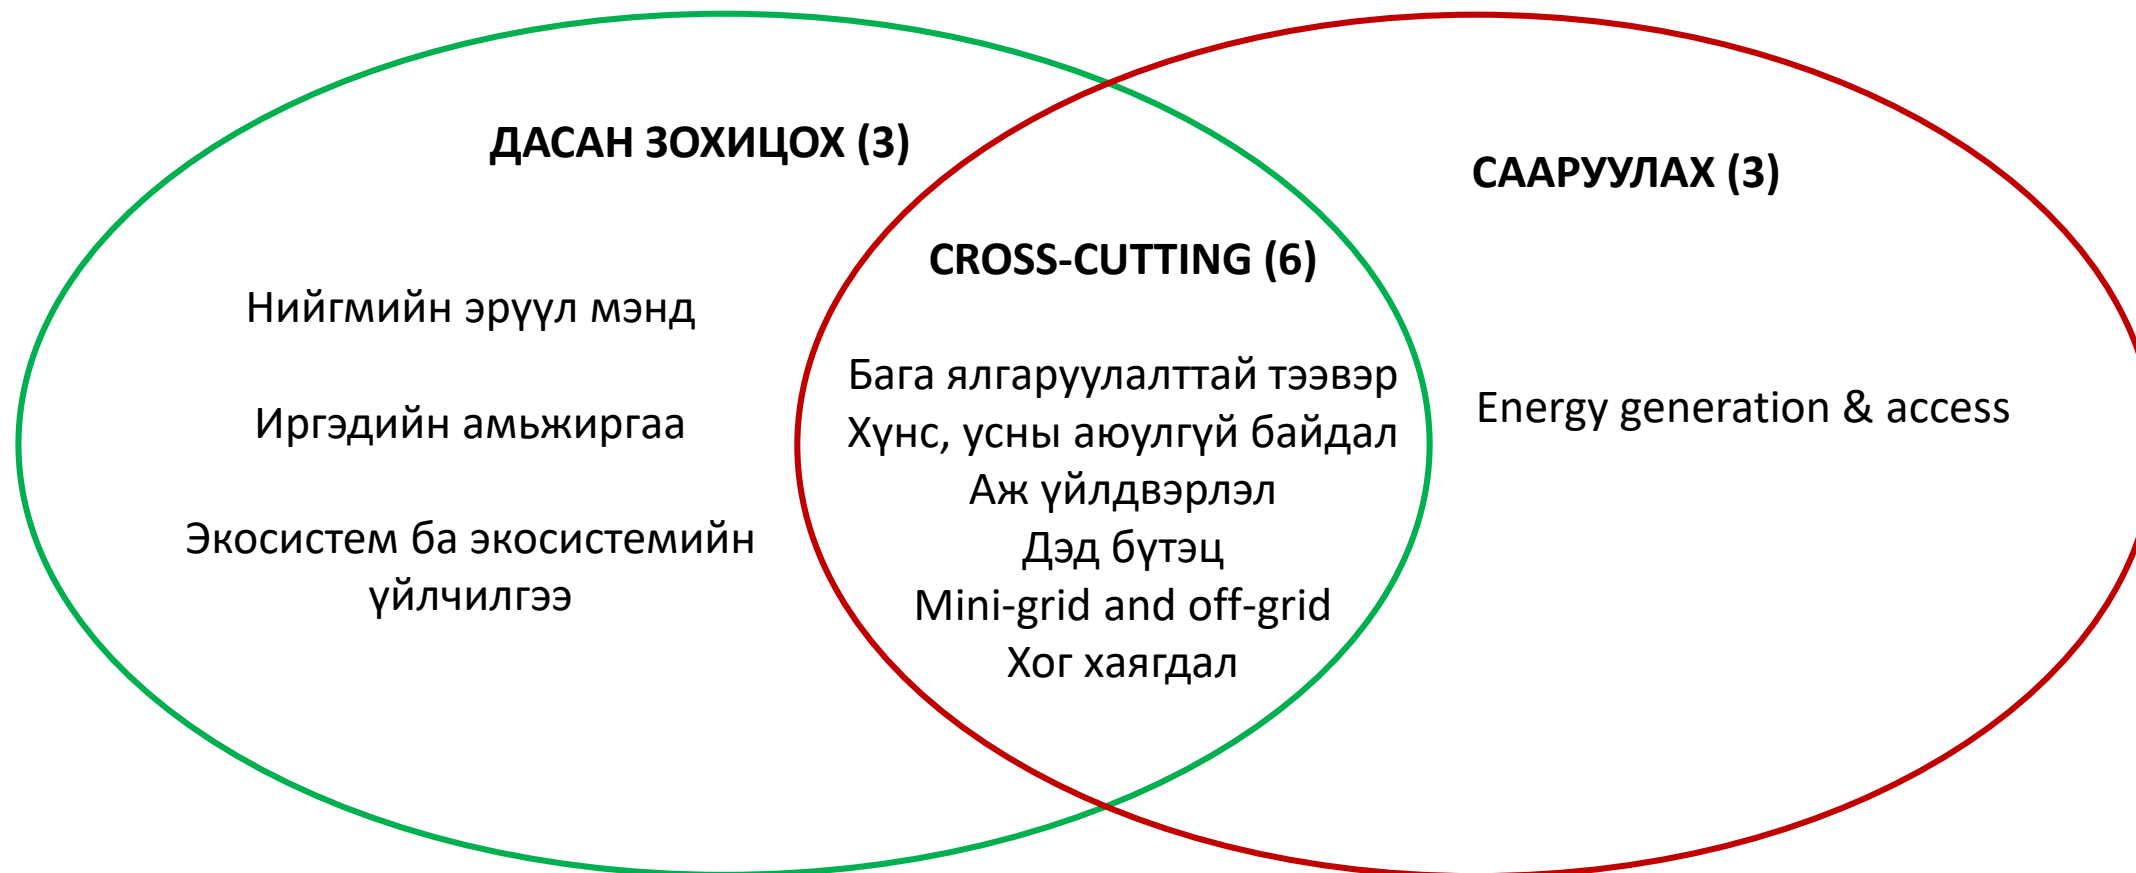 ДАСАН ЗОХИЦОХ (3)
Нийгмийн эрүүл мэнд
Иргэдийн амьжиргаа
Экосистем ба экосистемийн
үйлчилгээ
CROSS-CUTTING (6)
Бага ялгаруулалттай тээвэр
Хүнс, усны аюулгүй байдал
Аж үйлдвэрлэл
Дэд бүтэц
Mini-grid and off-grid
Хог хаягдал
СААРУУЛАХ (3)
Energy generation & access